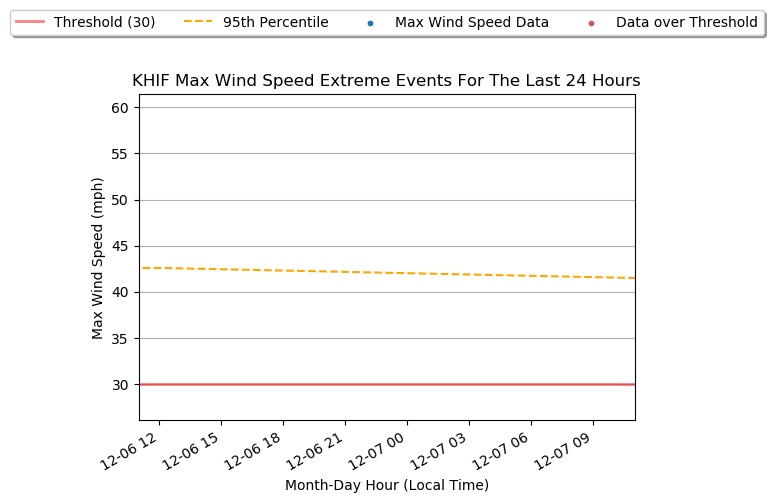 Threshold (30) 95th Percentile Max Wind Speed Data Data over Threshold
KHIF Max Wind Speed Extreme Events For The Last 24 Hours
60
55
50
45
40
35
30
Max Wind Speed (mph)
12-06 12 12-06 15 12-06 18 12-06 21 12-07 00 12-07 03 12-07 06 12-07 09
Month-Day Hour (Local Time)